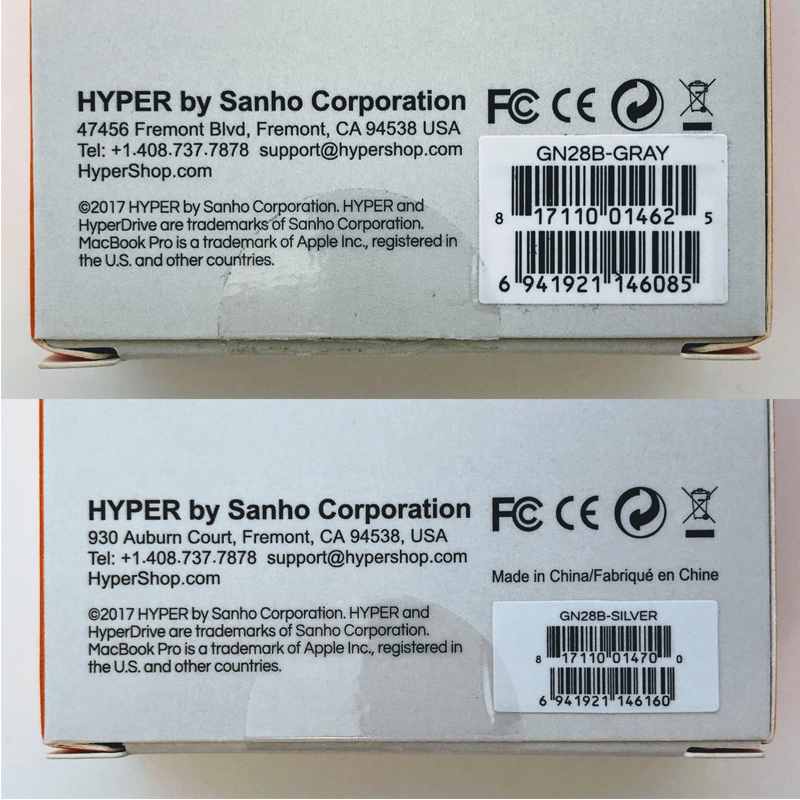 HYPER by Sanho Corporation
47456 Fremont Blvd, Fremont, CA 94538 USA
Tel: +1.408.737.7878 support@hypershop.com
HyperShop.com
©2017 HYPER by Sanho Corporation. HYPER and
HyperDrive are trademarks of Sanho Corporation.
MacBook Pro is a trademark of Apple Inc., registered in
the U.S. and other countries.
FC CE
GN28B-GRAY
8 17110 01462 5
6 941921 146085
HYPER by Sanho Corporation
930 Auburn Court, Fremont, CA 94538, USA
Tel: +1.408.737.7878 support@hypershop.com
HyperShop.com
©2017 HYPER by Sanho Corporation. HYPER and
HyperDrive are trademarks of Sanho Corporation.
MacBook Pro is a trademark of Apple Inc., registered in
the U.S. and other countries.
FC CE
Made in China/Fabriqué en Chine
GN28B-SILVER
8 17110 01470 0
6 941921 146160